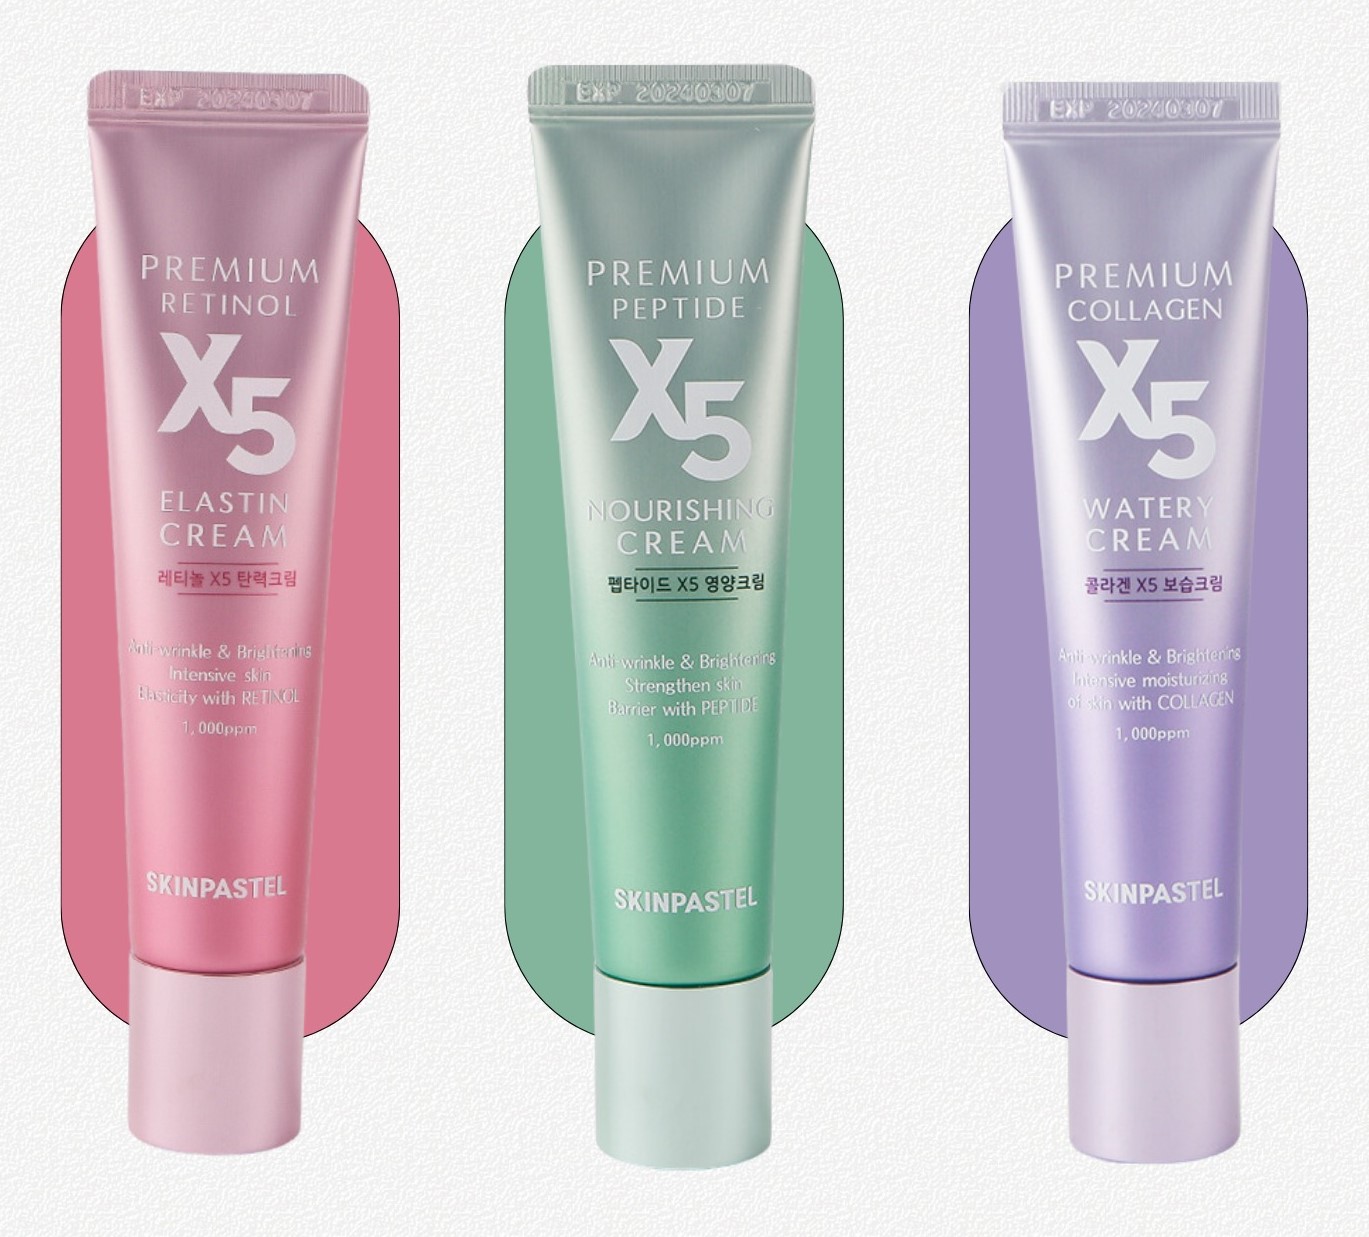 EXP 20240307
PREMIUM
RETINOL
X5
ELASTIN
CREAM
레티놀 X5 탄력크림
Anti-wrinkle & Brightening
Intensive skin
Elasticity with RETINOL
1,000ppm
SKINPASTEL
EXP 20240307
PREMIUM
PEPTIDE
X5
NOURISHING
CREAM
펩타이드 X5 영양크림
Anti-wrinkle & Brightening
Strengthen skin
Barrier with PEPTIDE
1,000ppm
SKINPASTEL
EXP 20240307
PREMIUM
COLLAGEN
X5
WATERY
CREAM
콜라겐 X5 보습크림
Anti-wrinkle & Brightening
Intensive moisturizing
of skin with COLLAGEN
1,000ppm
SKINPASTEL